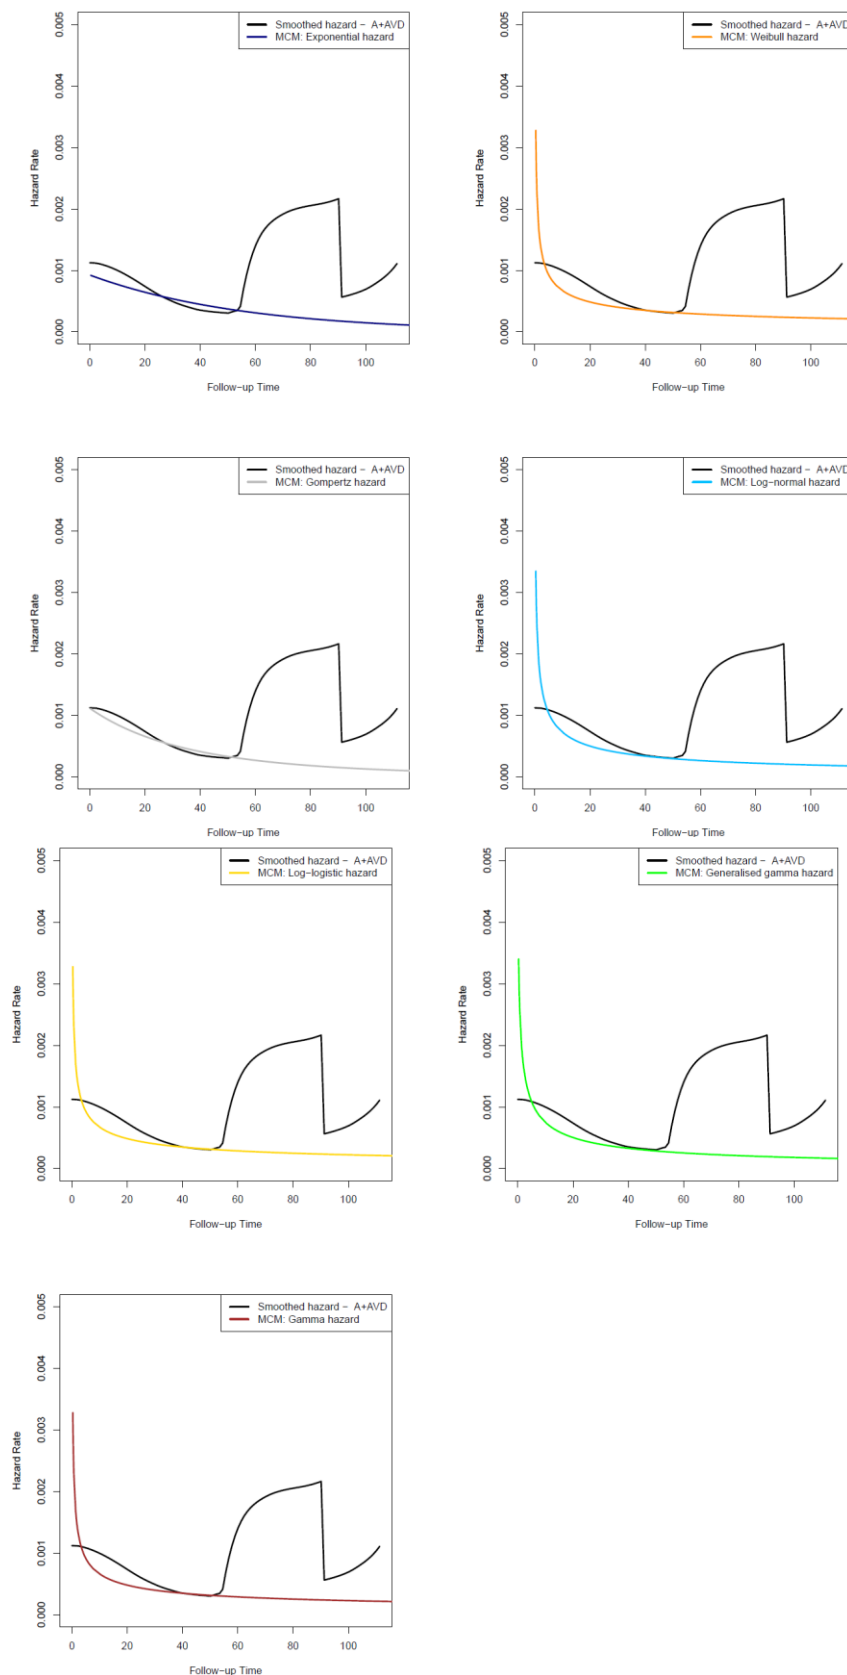 Smoothed hazard − A+AVD
MCM: Exponential hazard
Hazard Rate
0.005
0.004
0.003
0.002
0.001
0.000
0 20 40 60 80 100
Follow−up Time
Smoothed hazard − A+AVD
MCM: Weibull hazard
Hazard Rate
0.005
0.004
0.003
0.002
0.001
0.000
0 20 40 60 80 100
Follow−up Time
Smoothed hazard − A+AVD
MCM: Gompertz hazard
Hazard Rate
0.005
0.004
0.003
0.002
0.001
0.000
0 20 40 60 80 100
Follow−up Time
Smoothed hazard − A+AVD
MCM: Log−normal hazard
Hazard Rate
0.005
0.004
0.003
0.002
0.001
0.000
0 20 40 60 80 100
Follow−up Time
Smoothed hazard − A+AVD
MCM: Log−logistic hazard
Hazard Rate
0.005
0.004
0.003
0.002
0.001
0.000
0 20 40 60 80 100
Follow−up Time
Smoothed hazard − A+AVD
MCM: Generalised gamma hazard
Hazard Rate
0.005
0.004
0.003
0.002
0.001
0.000
0 20 40 60 80 100
Follow−up Time
Smoothed hazard − A+AVD
MCM: Gamma hazard
Hazard Rate
0.005
0.004
0.003
0.002
0.001
0.000
0 20 40 60 80 100
Follow−up Time